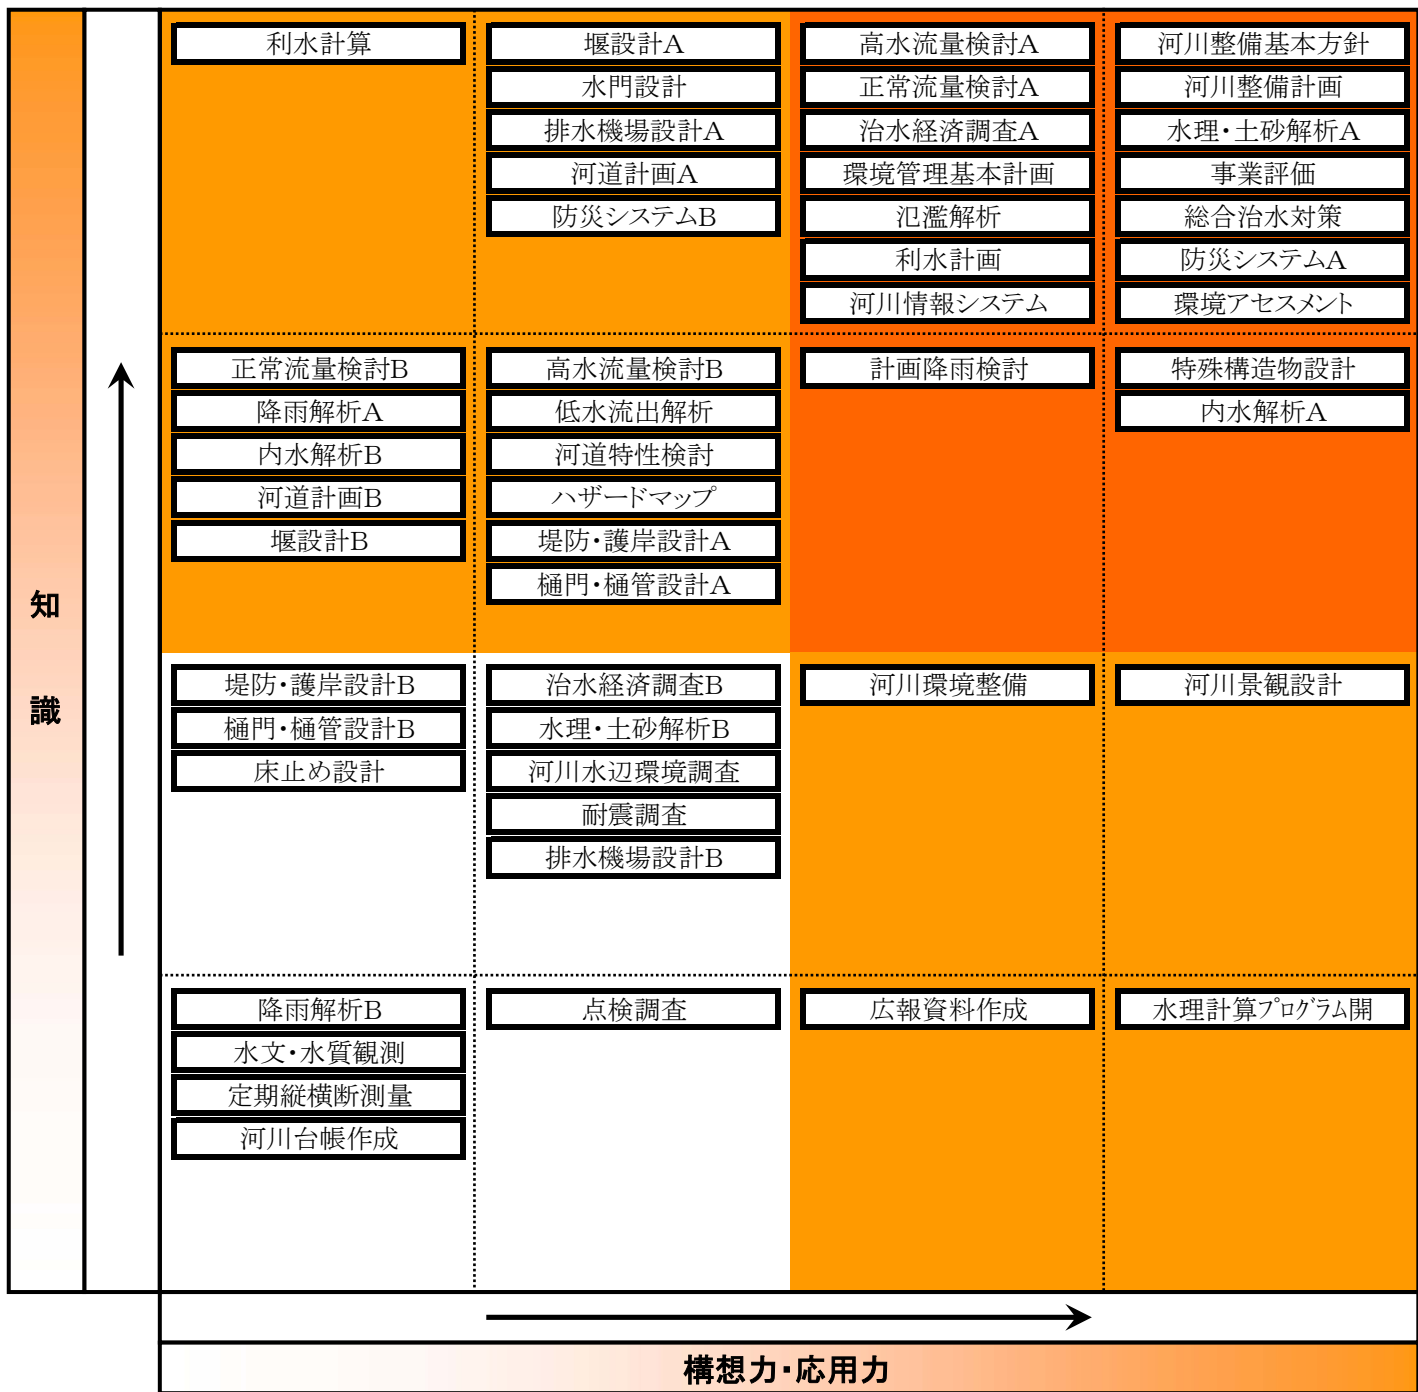 利水計算
堰設計A
水門設計
排水機場設計A
河道計画A
防災システムB
高水流量検討A
正常流量検討A
治水経済調査A
環境管理基本計画
氾濫解析
利水計画
河川情報システム
河川整備基本方針
河川整備計画
水理・土砂解析A
事業評価
総合治水対策
防災システムA
環境アセスメント
正常流量検討B
降雨解析A
内水解析B
河道計画B
堰設計B
高水流量検討B
低水流出解析
河道特性検討
ハザードマップ
堤防・護岸設計A
樋門・樋管設計A
計画降雨検討
特殊構造物設計
内水解析A
知
識
堤防・護岸設計B
樋門・樋管設計B
床止め設計
治水経済調査B
水理・土砂解析B
河川水辺環境調査
耐震調査
排水機場設計B
河川環境整備
河川景観設計
降雨解析B
水文・水質観測
定期縦横断測量
河川台帳作成
点検調査
広報資料作成
水理計算プログラム開
構想力・応用力